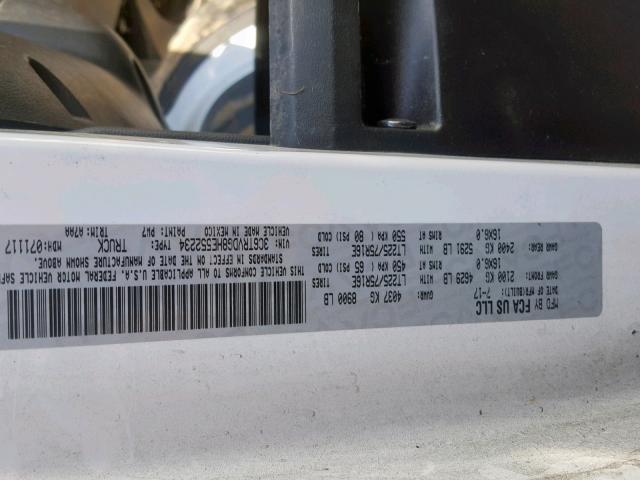 MFD BY FCA US LLC
DATE OF MFR/BUILT: 7-17 GVWR: 4037 KG 8900 LB
GAWR FRONT: 2100 KG 4629 LB WITH TIRES
16X6.0 RIMS AT LT225/75R16E 450 KPA ( 65 PSI) COLD
GAWR REAR: 2400 KG 5291 LB WITH TIRES
16X6.0 RIMS AT LT225/75R16E 550 KPA ( 80 PSI) COLD
THIS VEHICLE CONFORMS TO ALL APPLICABLE U.S.A. FEDERAL MOTOR VEHICLE SAFE
STANDARDS IN EFFECT ON THE DATE OF MANUFACTURE SHOWN ABOVE.
VIN: 3C6TRVDG8HE552234 TYPE: TRUCK MDH:071117
VEHICLE MADE IN MEXICO PAINT: PW7 TRIM: A7AA